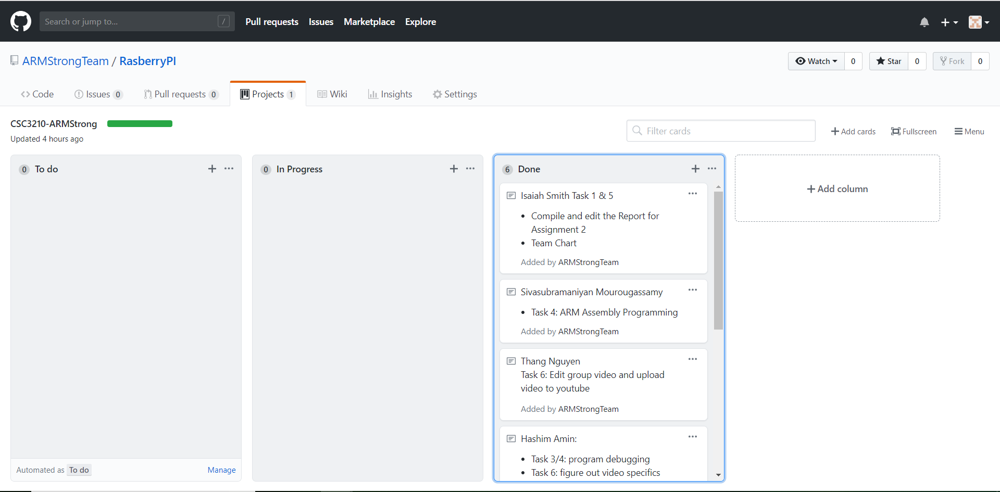 Search or jump to... /
Pull requests Issues Marketplace Explore
ARMStrongTeam / RasberryPI
Watch 0 Star 0 Fork 0
Code Issues 0 Pull requests 0 Projects 1 Wiki Insights Settings
CSC3210-ARMStrong
Updated 4 hours ago
Filter cards
Add cards Fullscreen Menu
0 To do
Automated as To do Manage
0 In Progress
6 Done
Isaiah Smith Task 1 & 5
• Compile and edit the Report for
Assignment 2
• Team Chart
Added by ARMStrongTeam
Sivasubramaniyan Mourougassamy
• Task 4: ARM Assembly Programming
Added by ARMStrongTeam
Thang Nguyen
Task 6: Edit group video and upload
video to youtube
Added by ARMStrongTeam
Hashim Amin:
• Task 3/4: program debugging
• Task 6: figure out video specifics
Add column